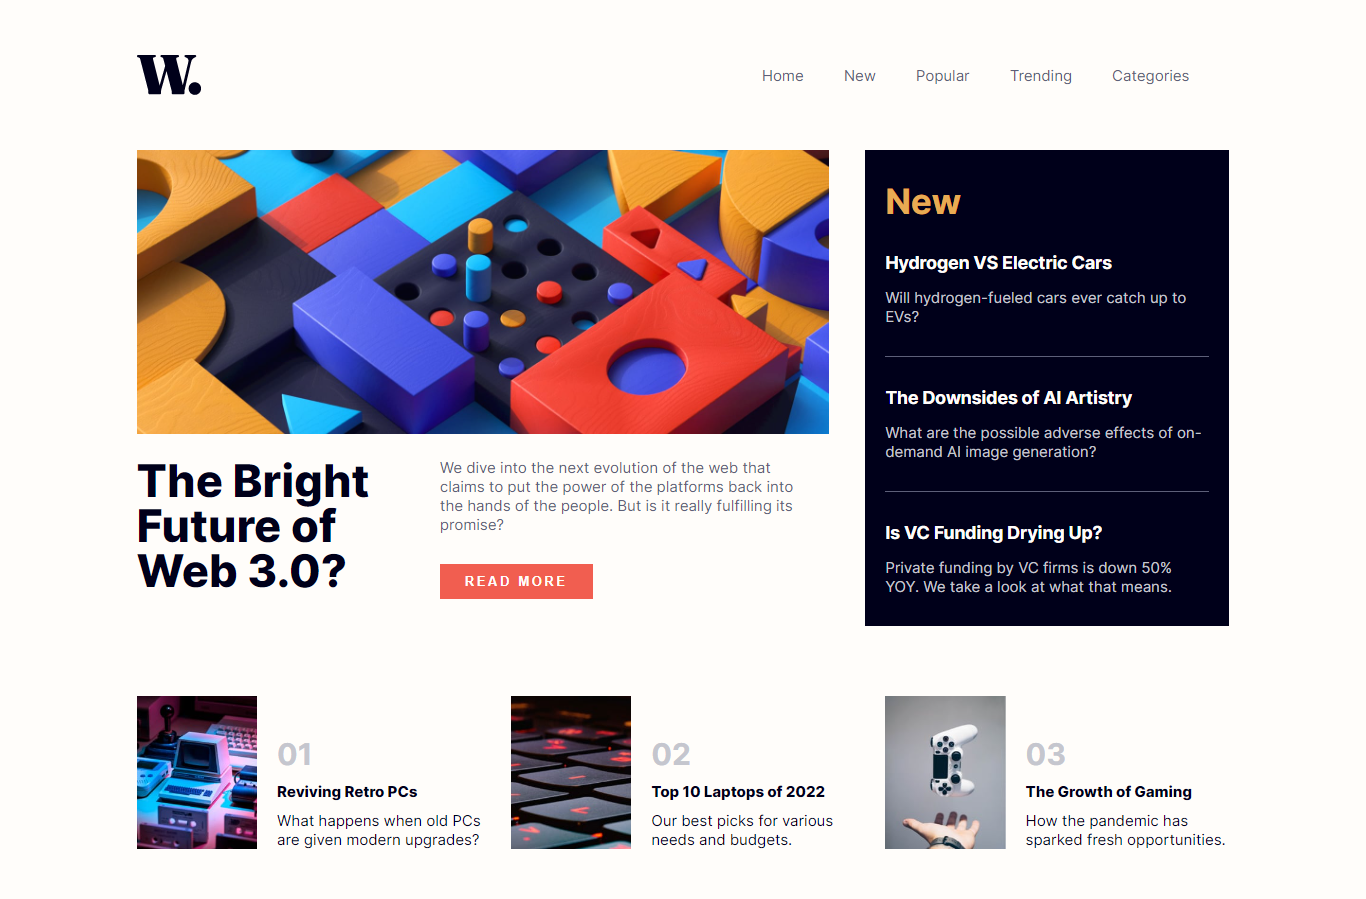 W.
Home
New
Popular
Trending
Categories
New
Hydrogen VS Electric Cars
Will hydrogen-fueled cars ever catch up to
EVs?
The Downsides of AI Artistry
What are the possible adverse effects of on-
demand AI image generation?
Is VC Funding Drying Up?
Private funding by VC firms is down 50%
YOY. We take a look at what that means.
The Bright
Future of
Web 3.0?
We dive into the next evolution of the web that
claims to put the power of the platforms back into
the hands of the people. But is it really fulfilling its
promise?
READ MORE
01
Reviving Retro PCs
What happens when old PCs
are given modern upgrades?
02
Top 10 Laptops of 2022
Our best picks for various
needs and budgets.
03
The Growth of Gaming
How the pandemic has
sparked fresh opportunities.